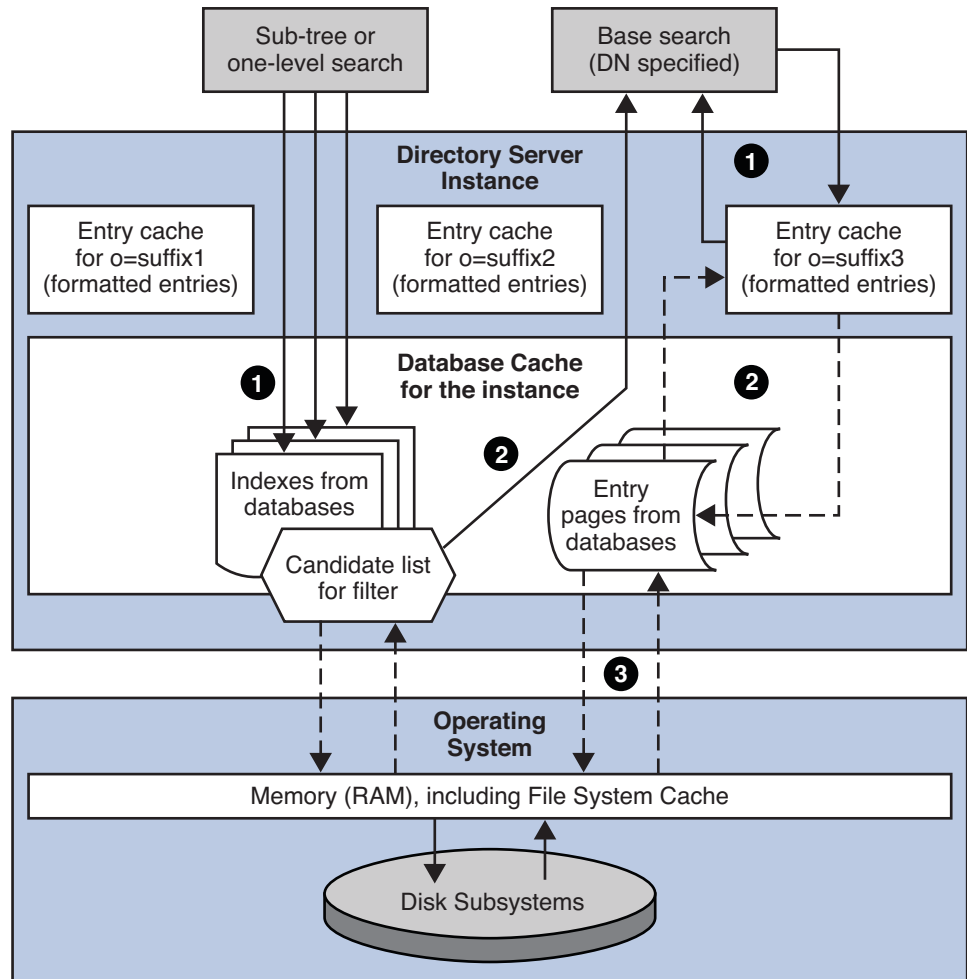 Sub-tree or
one-level search
Base search
(DN specified)
Directory Server
Instance
1
Entry cache
for o=suffix1
(formatted entries)
Entry cache
for o=suffix2
(formatted entries)
Entry cache
for o=suffix3
(formatted entries)
Database Cache
for the instance
1
2
2
Indexes from
databases
Candidate list
for filter
Entry
pages from
databases
3
Operating
System
Memory (RAM), including File System Cache
Disk Subsystems